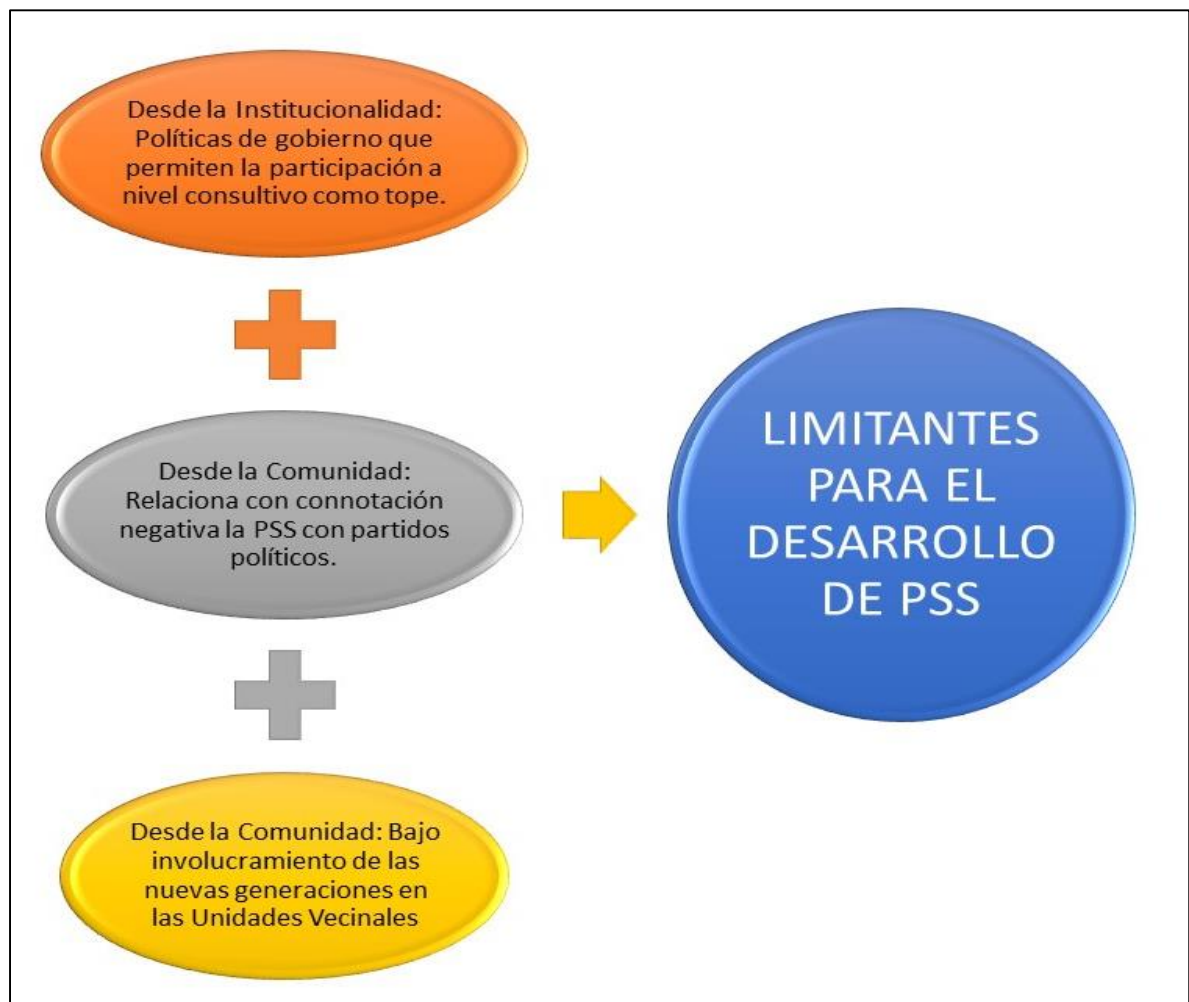 Desde la Institucionalidad:
Políticas de gobierno que
permiten la participación a
nivel consultivo como tope.
Desde la Comunidad:
Relaciona con connotación
negativa la PSS con partidos
políticos.
Desde la Comunidad: Bajo
involucramiento de las
nuevas generaciones en
las Unidades Vecinales
LIMITANTES
PARA EL
DESARROLLO
DE PSS